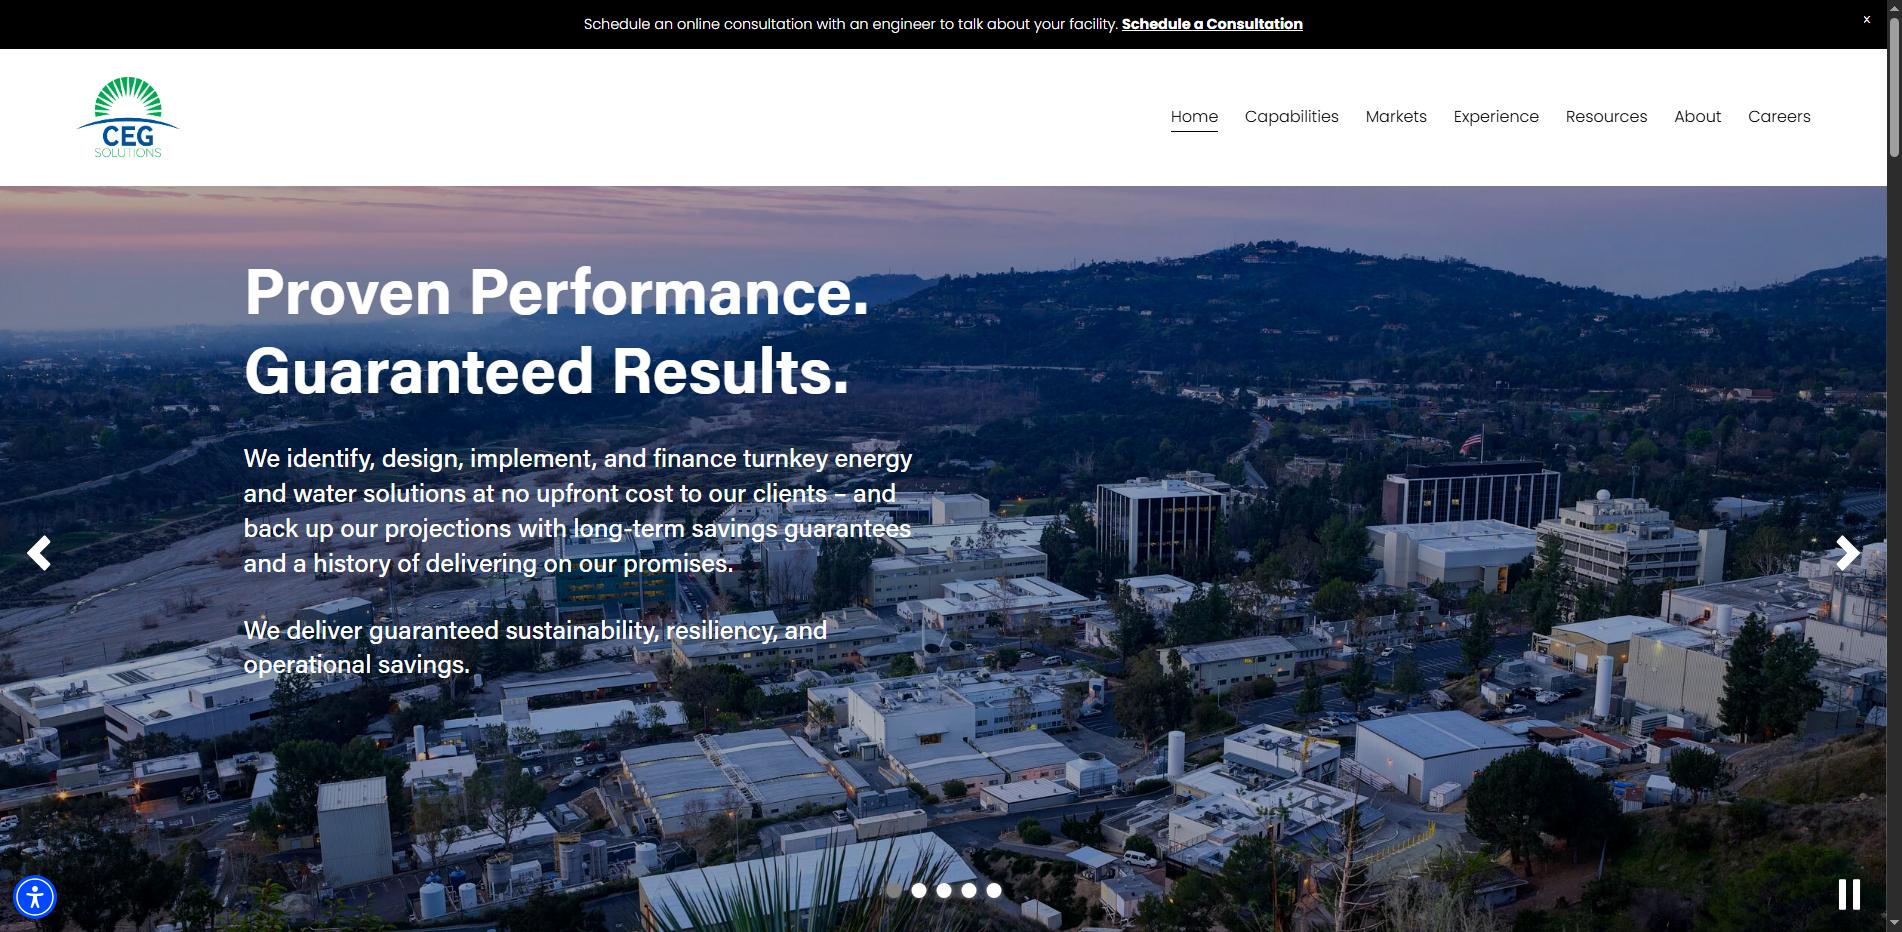 Schedule an online consultation with an engineer to talk about your facility. Schedule a Consultation
x
CEG
SOLUTIONS
Home Capabilities Markets Experience Resources About Careers
Proven Performance.
Guaranteed Results.
We identify, design, implement, and finance turnkey energy
and water solutions at no upfront cost to our clients – and
back up our projections with long-term savings guarantees
and a history of delivering on our promises.
We deliver guaranteed sustainability, resiliency, and
operational savings.